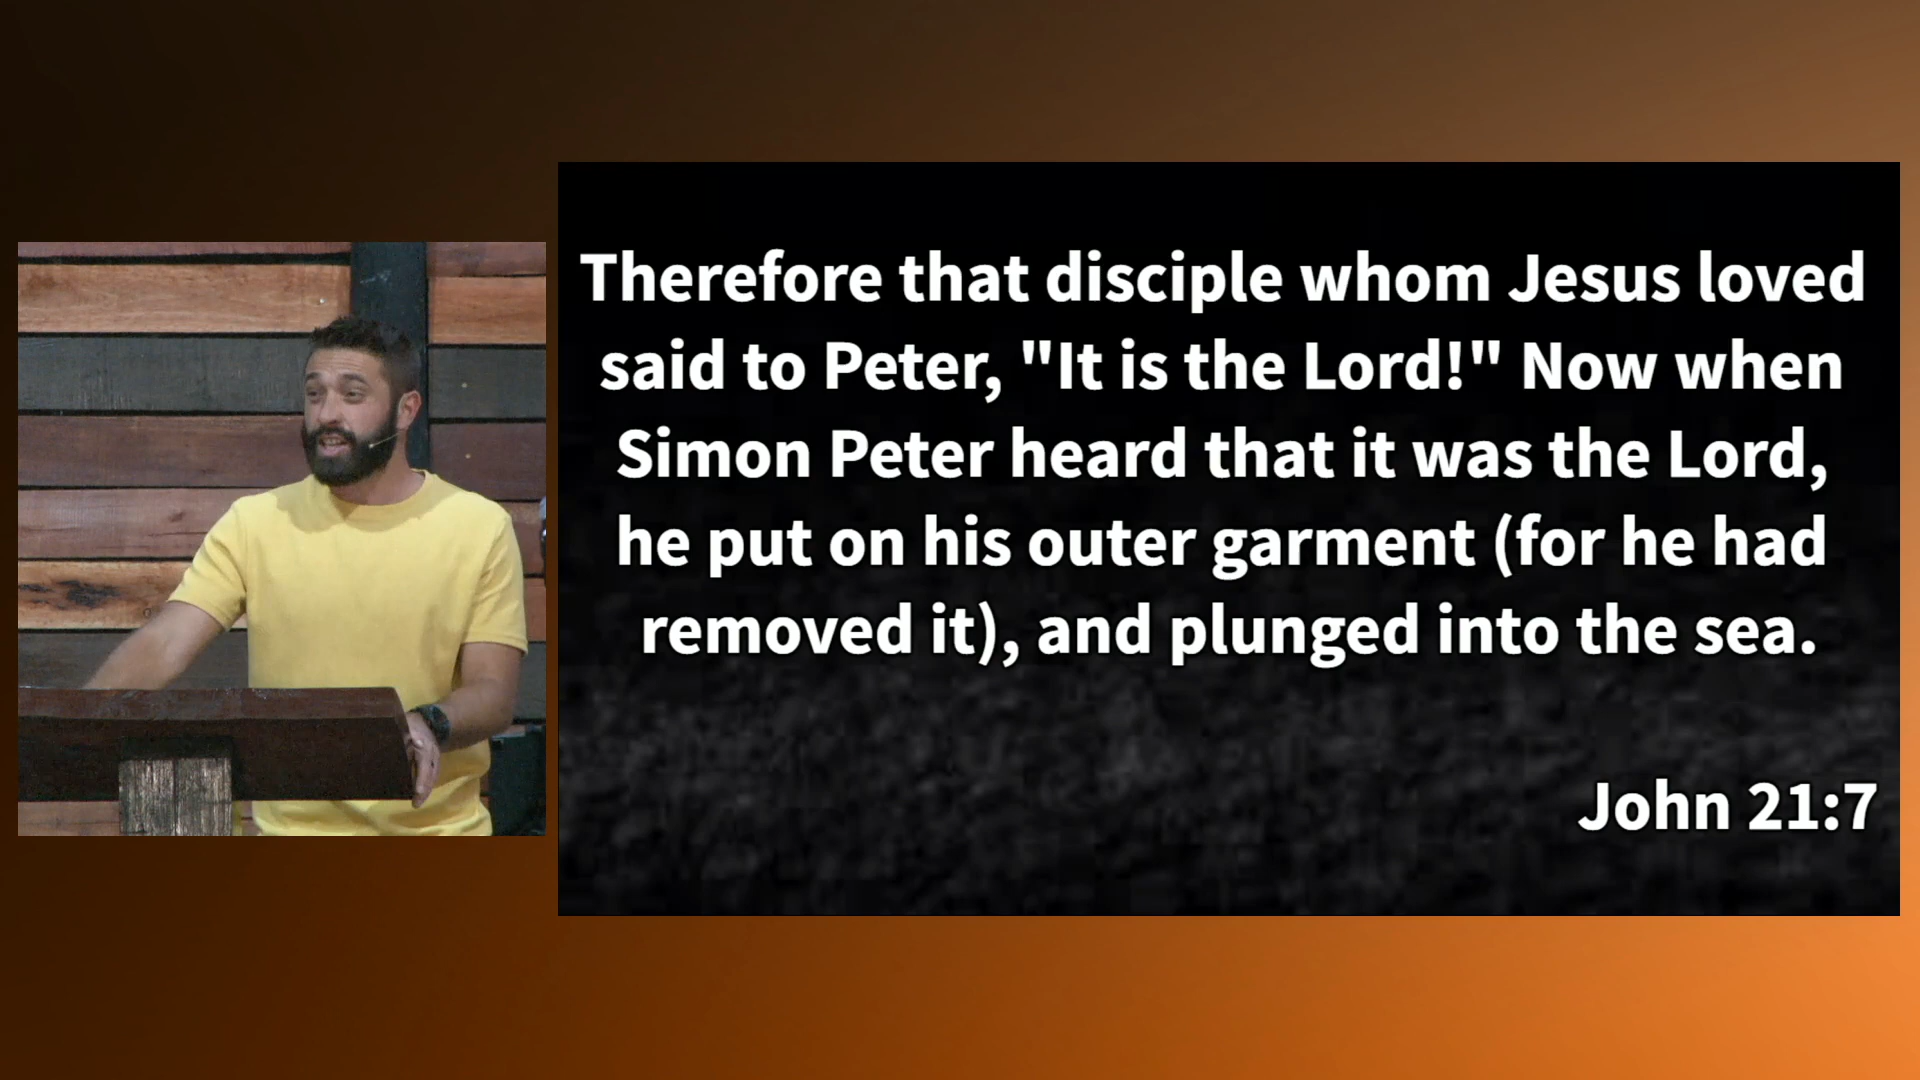 Therefore that disciple whom Jesus loved
said to Peter, "It is the Lord!" Now when
Simon Peter heard that it was the Lord,
he put on his outer garment (for he had
removed it), and plunged into the sea.
John 21:7